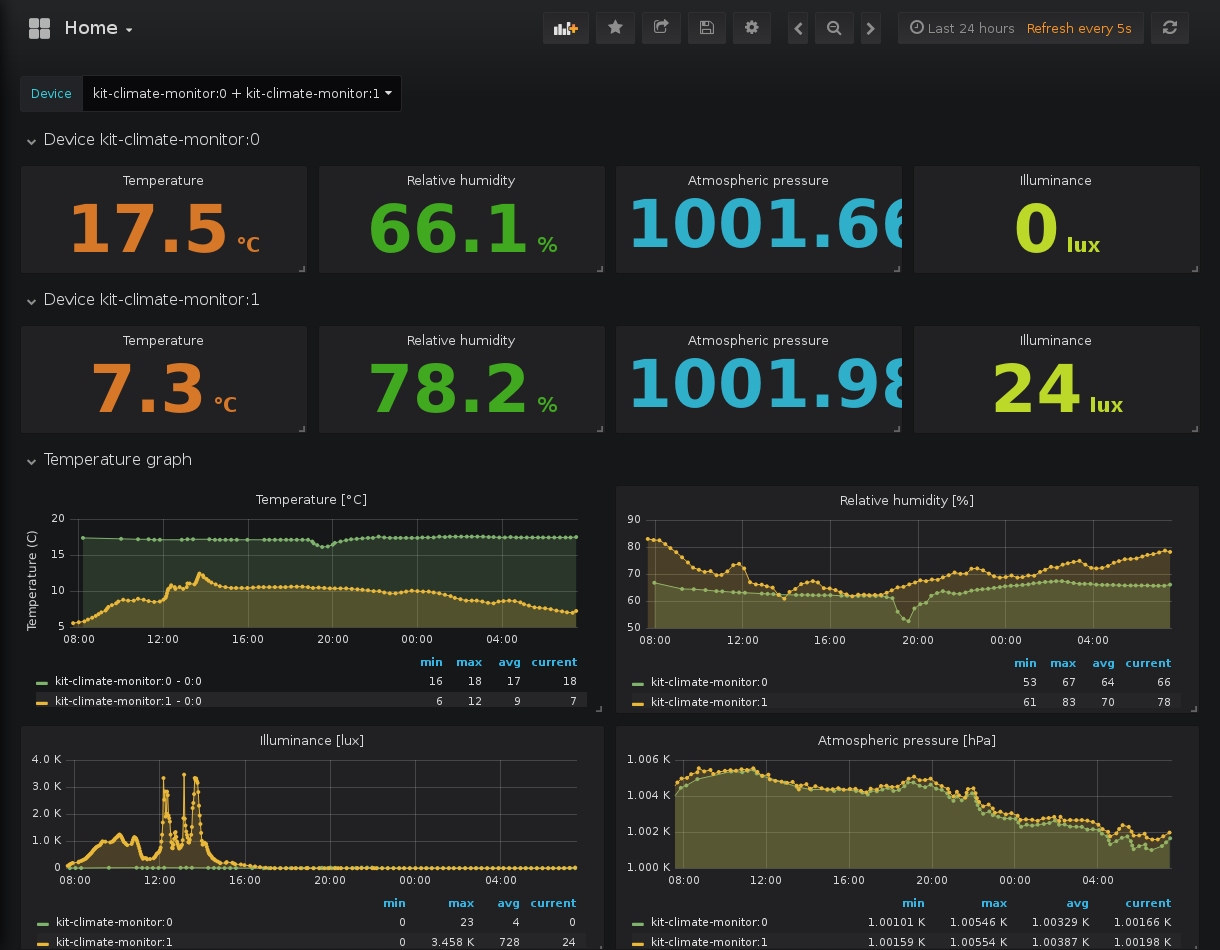 Home
Last 24 hours Refresh every 5s
Device kit-climate-monitor:0 + kit-climate-monitor:1
Device kit-climate-monitor:0
Temperature Relative humidity Atmospheric pressure Illuminance
17.5 °C 66.1 % 1001.66 0 lux
Device kit-climate-monitor:1
Temperature Relative humidity Atmospheric pressure Illuminance
7.3 °C 78.2 % 1001.98 24 lux
Temperature graph
Temperature [°C]
Temperature (C)
20
15
10
5
08:00 12:00 16:00 20:00 00:00 04:00
min max avg current
kit-climate-monitor:0 - 0:0 16 18 17 18
kit-climate-monitor:1 - 0:0 6 12 9 7
Relative humidity [%]
90
80
70
60
50
08:00 12:00 16:00 20:00 00:00 04:00
min max avg current
kit-climate-monitor:0 53 67 64 66
kit-climate-monitor:1 61 83 70 78
Illuminance [lux]
4.0 K
3.0 K
2.0 K
1.0 K
0
08:00 12:00 16:00 20:00 00:00 04:00
min max avg current
kit-climate-monitor:0 0 23 4 0
kit-climate-monitor:1 0 3.458 K 728 24
Atmospheric pressure [hPa]
1.006 K
1.004 K
1.002 K
1.000 K
08:00 12:00 16:00 20:00 00:00 04:00
min max avg current
kit-climate-monitor:0 1.00101 K 1.00546 K 1.00329 K 1.00166 K
kit-climate-monitor:1 1.00159 K 1.00554 K 1.00387 K 1.00198 K